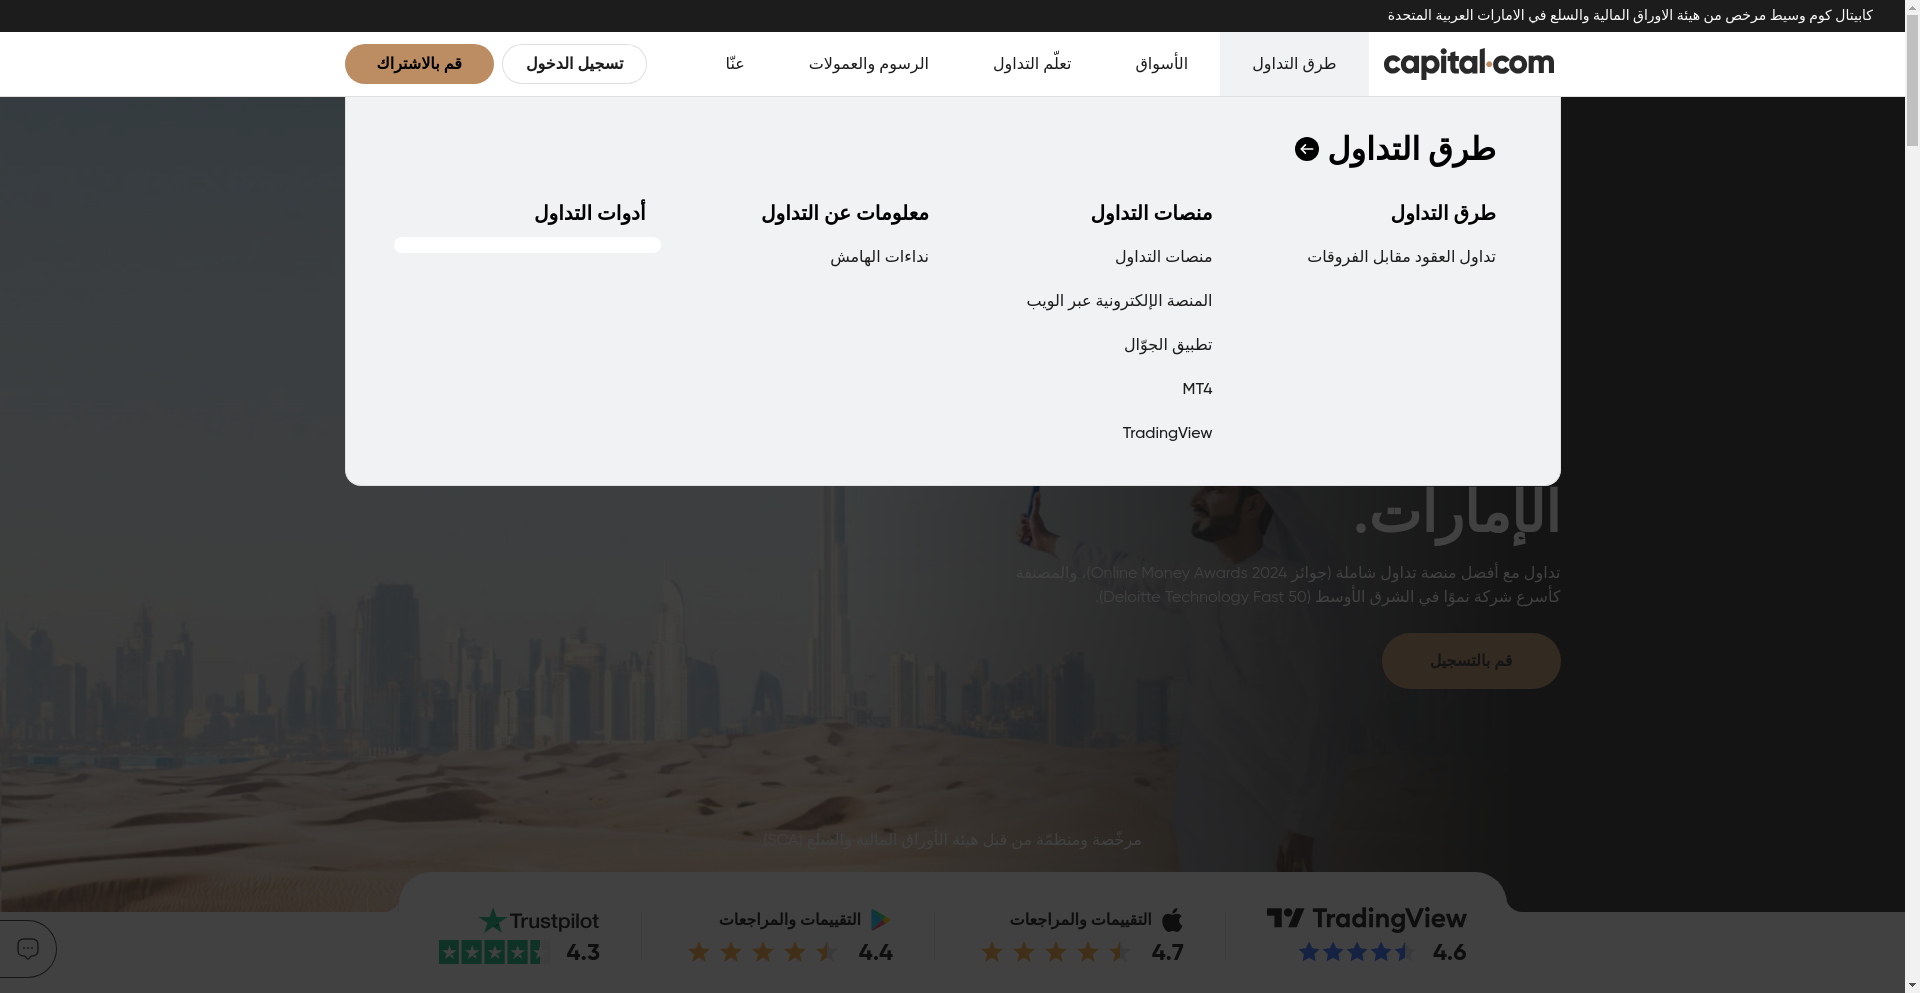 كابيتال كوم وسيط مرخص من هيئة الاوراق المالية والسلع في الامارات العربية المتحدة
capital.com
طرق التداول
الأسواق
تعلّم التداول
الرسوم والعمولات
عنّا
تسجيل الدخول
قم بالاشتراك
طرق التداول
طرق التداول
تداول العقود مقابل الفروقات
منصات التداول
منصات التداول
المنصة الإلكترونية عبر الويب
تطبيق الجوّال
MT4
TradingView
معلومات عن التداول
نداءات الهامش
أدوات التداول
الإمارات.
تداول مع أفضل منصة تداول شاملة (جوائز Online Money Awards 2024)، والمصنفة
كأسرع شركة نموًا في الشرق الأوسط (Deloitte Technology Fast 50).
قم بالتسجيل
مرخّصة ومنظمّة من قبل هيئة الأوراق المالية والسلع (SCA)
TradingView
4.6
التقييمات والمراجعات
4.7
التقييمات والمراجعات
4.4
Trustpilot
4.3